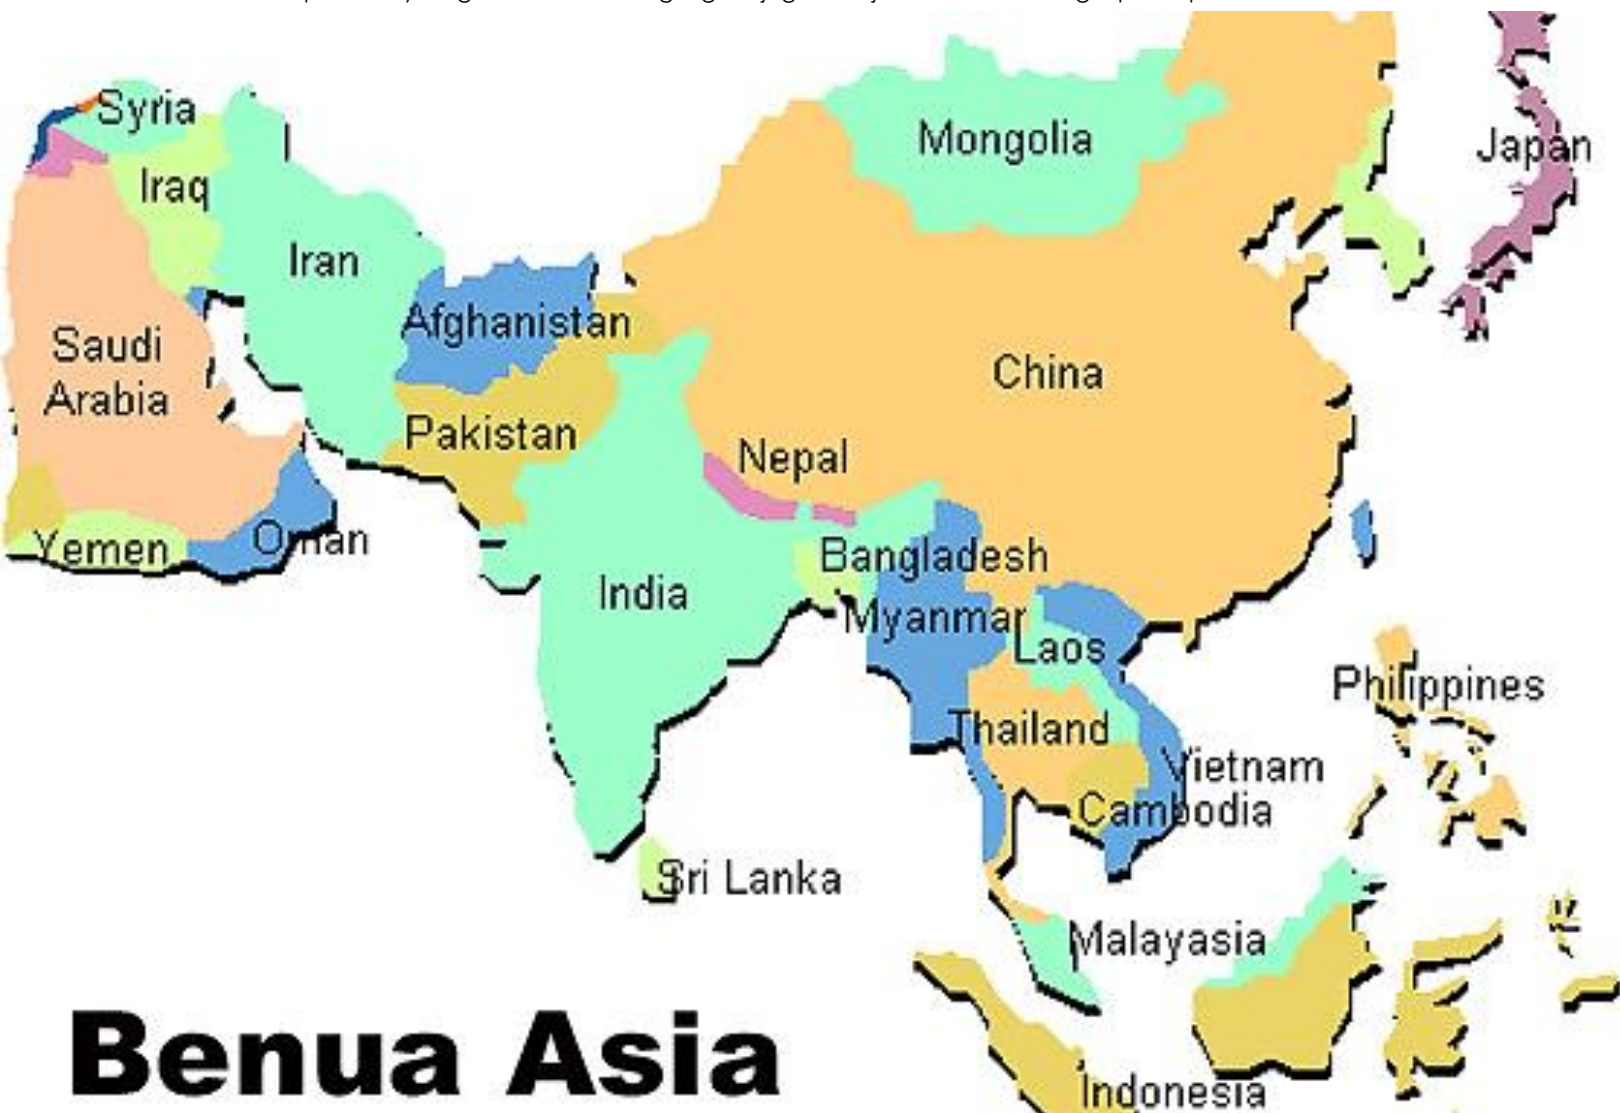 Syria
Mongolia
Japan
Iraq
Iran
Afghanistan
Saudi
Arabia
China
Pakistan
Nepal
Yemen
Oman
India
Bangladesh
Myanmar
Laos
Philippines
Thailand
Vietnam
Cambodia
Sri Lanka
Malayasia
Benua Asia
Indonesia